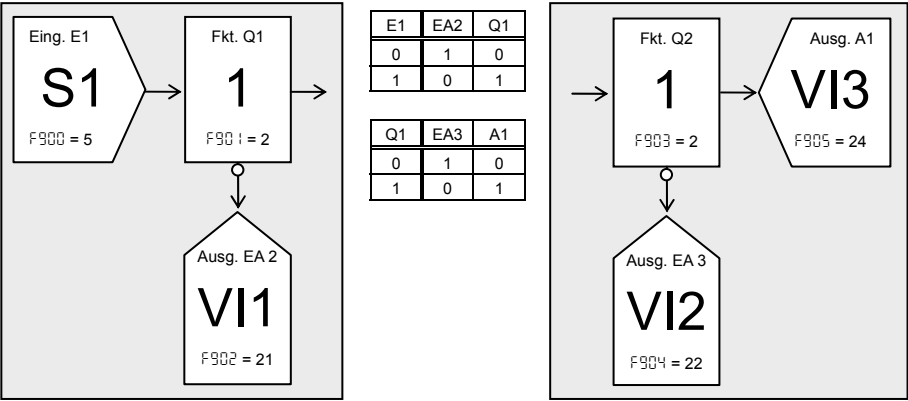 Eing. E1
S1
F900 = 5
Fkt. Q1
1
F901 = 2
Ausg. EA 2
VI1
F902 = 21
E1 EA2 Q1
0 1 0
1 0 1
Q1 EA3 A1
0 1 0
1 0 1
Fkt. Q2
1
F903 = 2
Ausg. A1
VI3
F905 = 24
Ausg. EA 3
VI2
F904 = 22